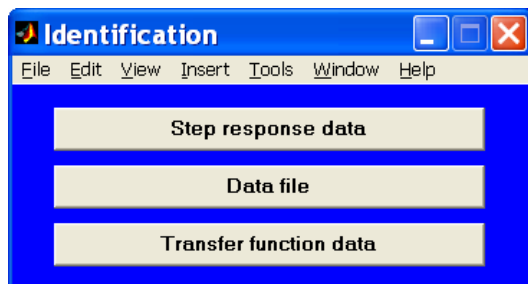 Identification
File Edit View Insert Tools Window Help
Step response data
Data file
Transfer function data